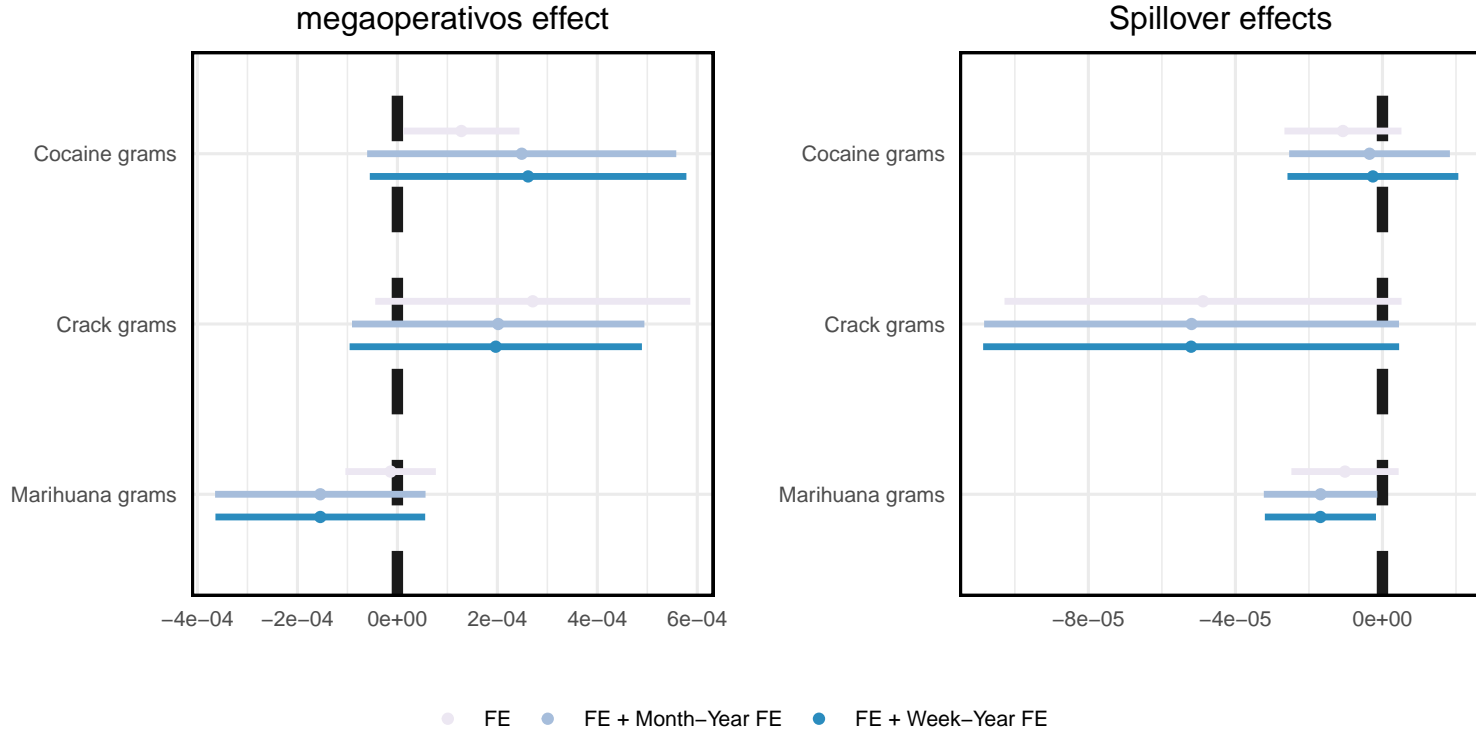 megaoperativos effect
Spillover effects
Cocaine grams
Crack grams
Marihuana grams
−4e−04 −2e−04 0e+00 2e−04 4e−04 6e−04
Cocaine grams
Crack grams
Marihuana grams
−8e−05 −4e−05 0e+00
FE FE + Month−Year FE FE + Week−Year FE